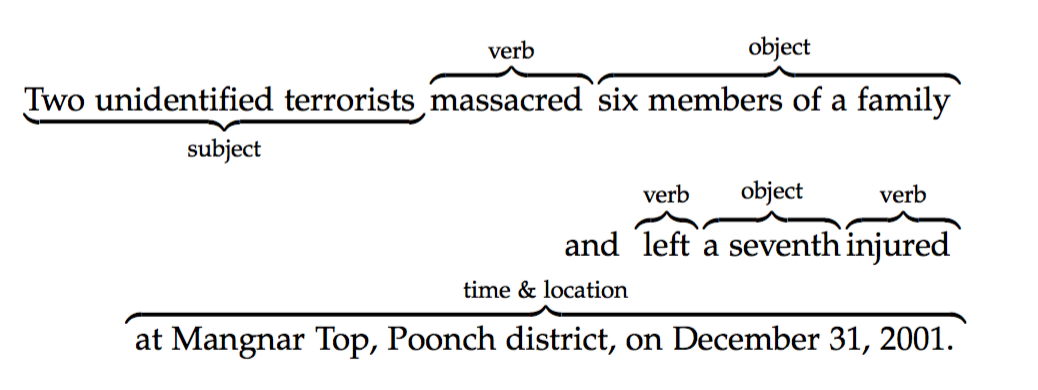 verb object
Two unidentified terrorists massacred six members of a family
subject
verb object verb
and left a seventh injured
time & location
at Mangnar Top, Poonch district, on December 31, 2001.